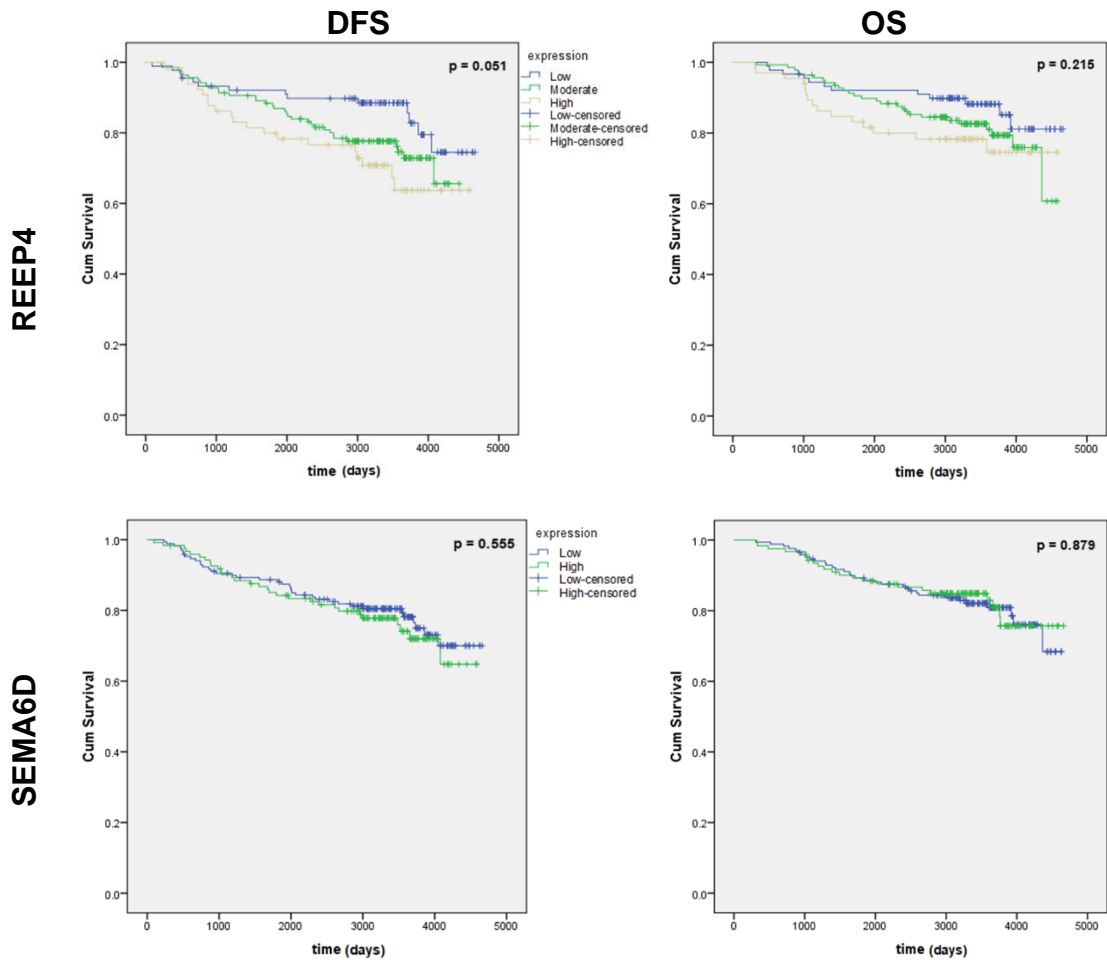 DFS
OS
REEP4
p = 0.051
1.0
0.8
0.6
0.4
0.2
0.0
Cum Survival
0 1000 2000 3000 4000 5000
time (days)
expression
Low
Moderate
High
Low-censored
Moderate-censored
High-censored
p = 0.215
1.0
0.8
0.6
0.4
0.2
0.0
Cum Survival
0 1000 2000 3000 4000 5000
time (days)
SEMA6D
p = 0.555
1.0
0.8
0.6
0.4
0.2
0.0
Cum Survival
0 1000 2000 3000 4000 5000
time (days)
expression
Low
High
Low-censored
High-censored
p = 0.879
1.0
0.8
0.6
0.4
0.2
0.0
Cum Survival
0 1000 2000 3000 4000 5000
time (days)